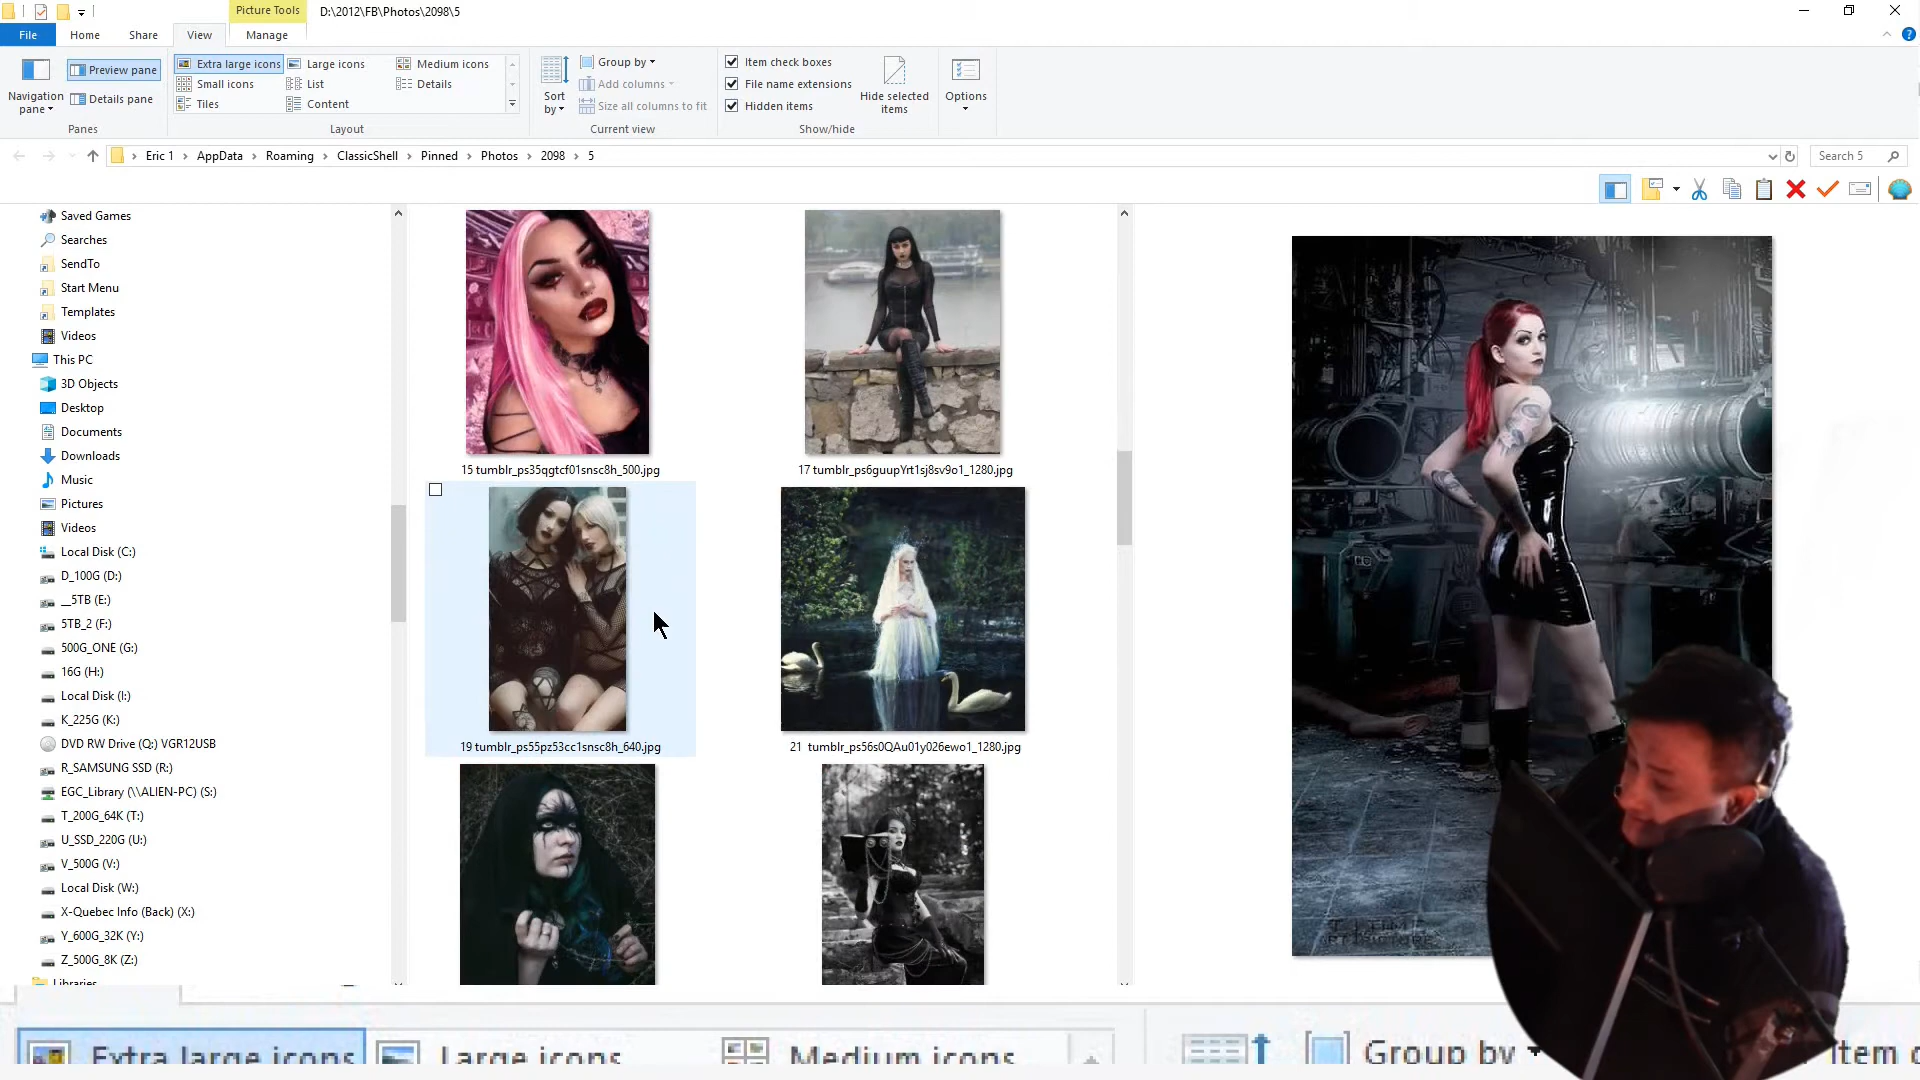 Picture Tools D:\2012\FB\Photos\2098\5
File Home Share View Manage
Navigation pane
Preview pane
Details pane
Panes
Extra large icons Large icons Medium icons
Small icons List Details
Tiles Content
Layout
Sort by
Group by
Add columns
Size all columns to fit
Current view
Item check boxes
File name extensions
Hidden items
Hide selected items
Show/hide
Options
Eric 1 AppData Roaming ClassicShell Pinned Photos 2098 5
Search 5
Saved Games
Searches
SendTo
Start Menu
Templates
Videos
This PC
3D Objects
Desktop
Documents
Downloads
Music
Pictures
Videos
Local Disk (C:)
D_100G (D:)
__5TB (E:)
5TB_2 (F:)
500G_ONE (G:)
16G (H:)
Local Disk (I:)
K_225G (K:)
DVD RW Drive (Q:) VGR12USB
R_SAMSUNG SSD (R:)
EGC_Library (\\ALIEN-PC) (S:)
T_200G_64K (T:)
U_SSD_220G (U:)
V_500G (V:)
Local Disk (W:)
X-Quebec Info (Back) (X:)
Y_600G_32K (Y:)
Z_500G_8K (Z:)
Libraries
15 tumblr_ps35qgtcf01snsc8h_500.jpg
17 tumblr_ps6guupYrt1sj8sv9o1_1280.jpg
19 tumblr_ps55pz53cc1snsc8h_640.jpg
21 tumblr_ps56s0QAu01y026ewo1_1280.jpg
Extra large icons Large icons Medium icons Group by Item c